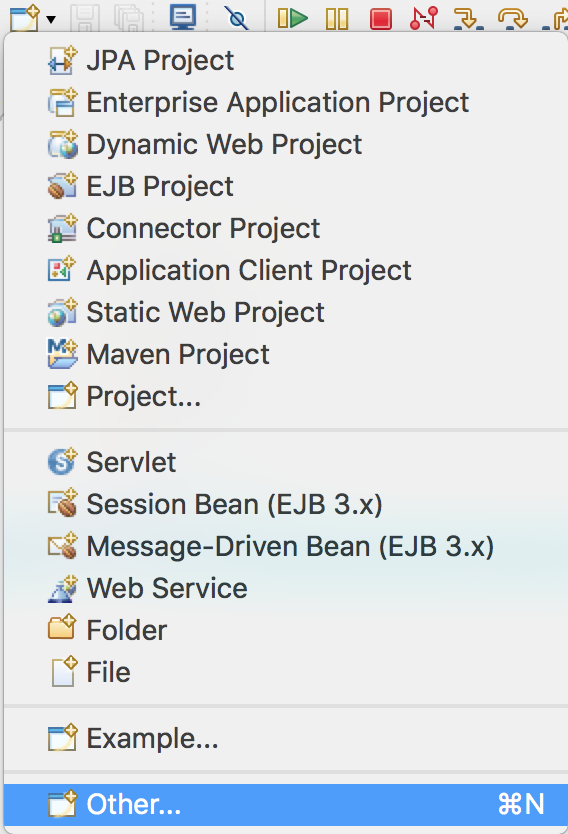 JPA Project
Enterprise Application Project
Dynamic Web Project
EJB Project
Connector Project
Application Client Project
Static Web Project
Maven Project
Project...
Servlet
Session Bean (EJB 3.x)
Message-Driven Bean (EJB 3.x)
Web Service
Folder
File
Example...
Other... ⌘N